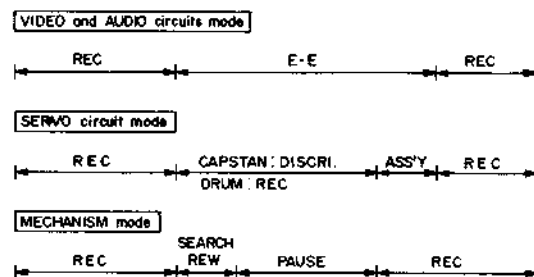 VIDEO and AUDIO circuits mode
REC E-E REC
SERVO circuit mode
REC CAPSTAN : DISCRI. ASS'Y REC
DRUM : REC
MECHANISM mode
SEARCH
REC REW PAUSE REC